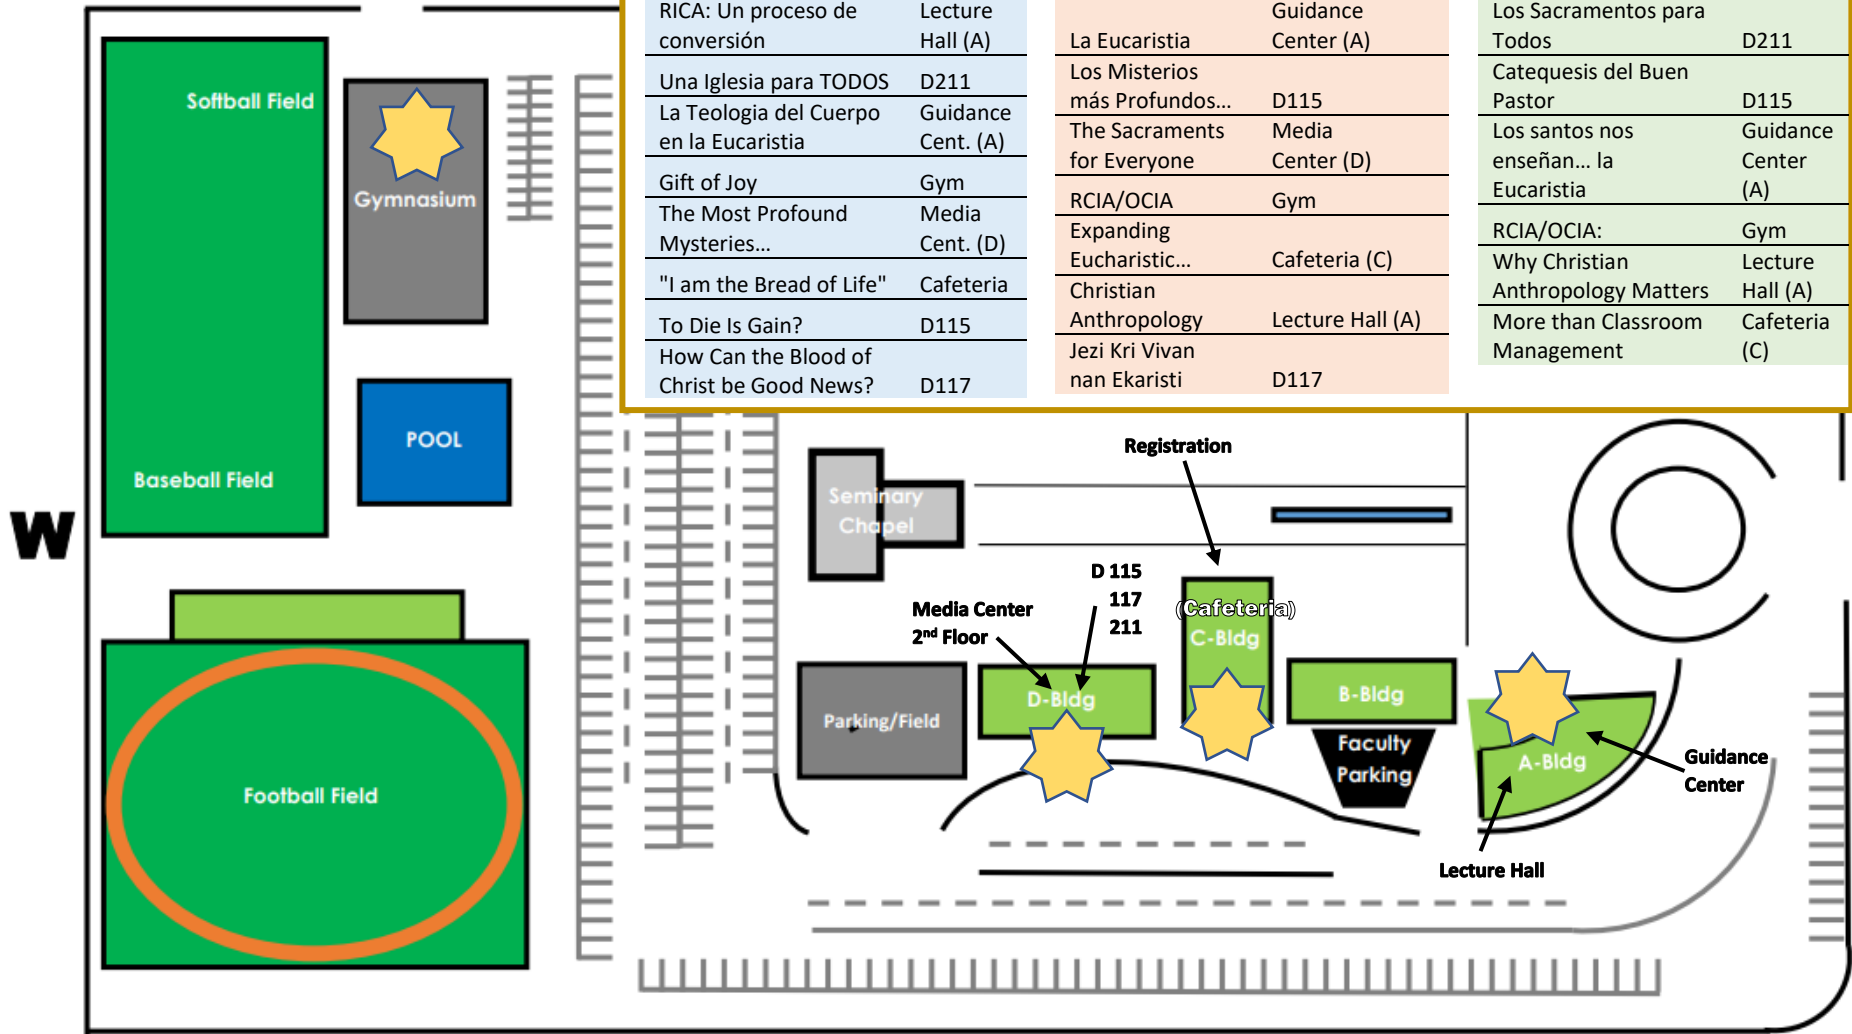 RICA: Un proceso de Lecture
conversión Hall (A)
Una Iglesia para TODOS D211
La Teologia del Cuerpo Guidance
en la Eucaristia Cent. (A)
Gift of Joy Gym
The Most Profound Media
Mysteries… Cent. (D)
"I am the Bread of Life" Cafeteria
To Die Is Gain? D115
How Can the Blood of
Christ be Good News? D117
Guidance
La Eucaristia Center (A)
Los Misterios
más Profundos… D115
The Sacraments Media
for Everyone Center (D)
RCIA/OCIA Gym
Expanding
Eucharistic… Cafeteria (C)
Christian
Anthropology Lecture Hall (A)
Jezi Kri Vivan
nan Ekaristi D117
Los Sacramentos para
Todos D211
Catequesis del Buen
Pastor D115
Los santos nos Guidance
enseñan… la Center
Eucaristia (A)
RCIA/OCIA: Gym
Why Christian Lecture
Anthropology Matters Hall (A)
More than Classroom Cafeteria
Management (C)
Softball Field
Gymnasium
POOL
Baseball Field
W
Registration
Seminary
Chapel
D 115
117
211
Media Center
2nd Floor
(Cafeteria)
C-Bldg
D-Bldg
B-Bldg
Parking/Field
Faculty
Parking
A-Bldg
Guidance
Center
Football Field
Lecture Hall